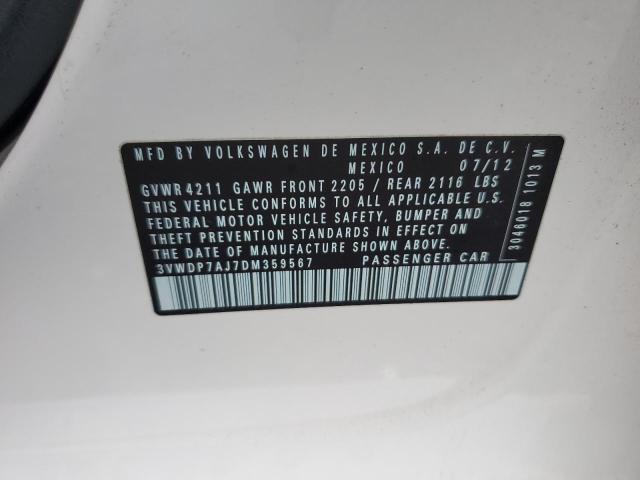 MFD BY VOLKSWAGEN DE MEXICO S.A. DE C.V.
MEXICO 07/12
GVWR 4211 GAWR FRONT 2205 / REAR 2116 LBS
THIS VEHICLE CONFORMS TO ALL APPLICABLE U.S.
FEDERAL MOTOR VEHICLE SAFETY, BUMPER AND
THEFT PREVENTION STANDARDS IN EFFECT ON
THE DATE OF MANUFACTURE SHOWN ABOVE.
3VWDP7AJ7DM359567 PASSENGER CAR
3046018 1013 M